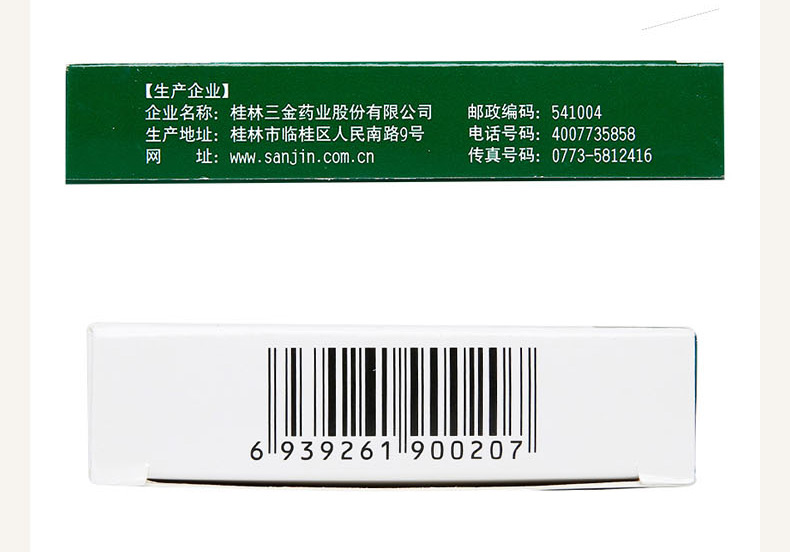 【生产企业】
企业名称: 桂林三金药业股份有限公司 邮政编码: 541004
生产地址: 桂林市临桂区人民南路9号 电话号码: 4007735858
网 址: www.sanjin.com.cn 传真号码: 0773-5812416
6 939261 900207